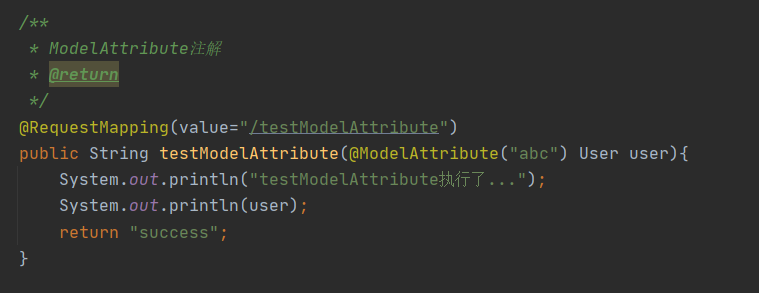 /**
 * ModelAttribute注解
 * @return
 */
@RequestMapping(value="/testModelAttribute")
public String testModelAttribute(@ModelAttribute("abc") User user){
    System.out.println("testModelAttribute执行了...");
    System.out.println(user);
    return "success";
}